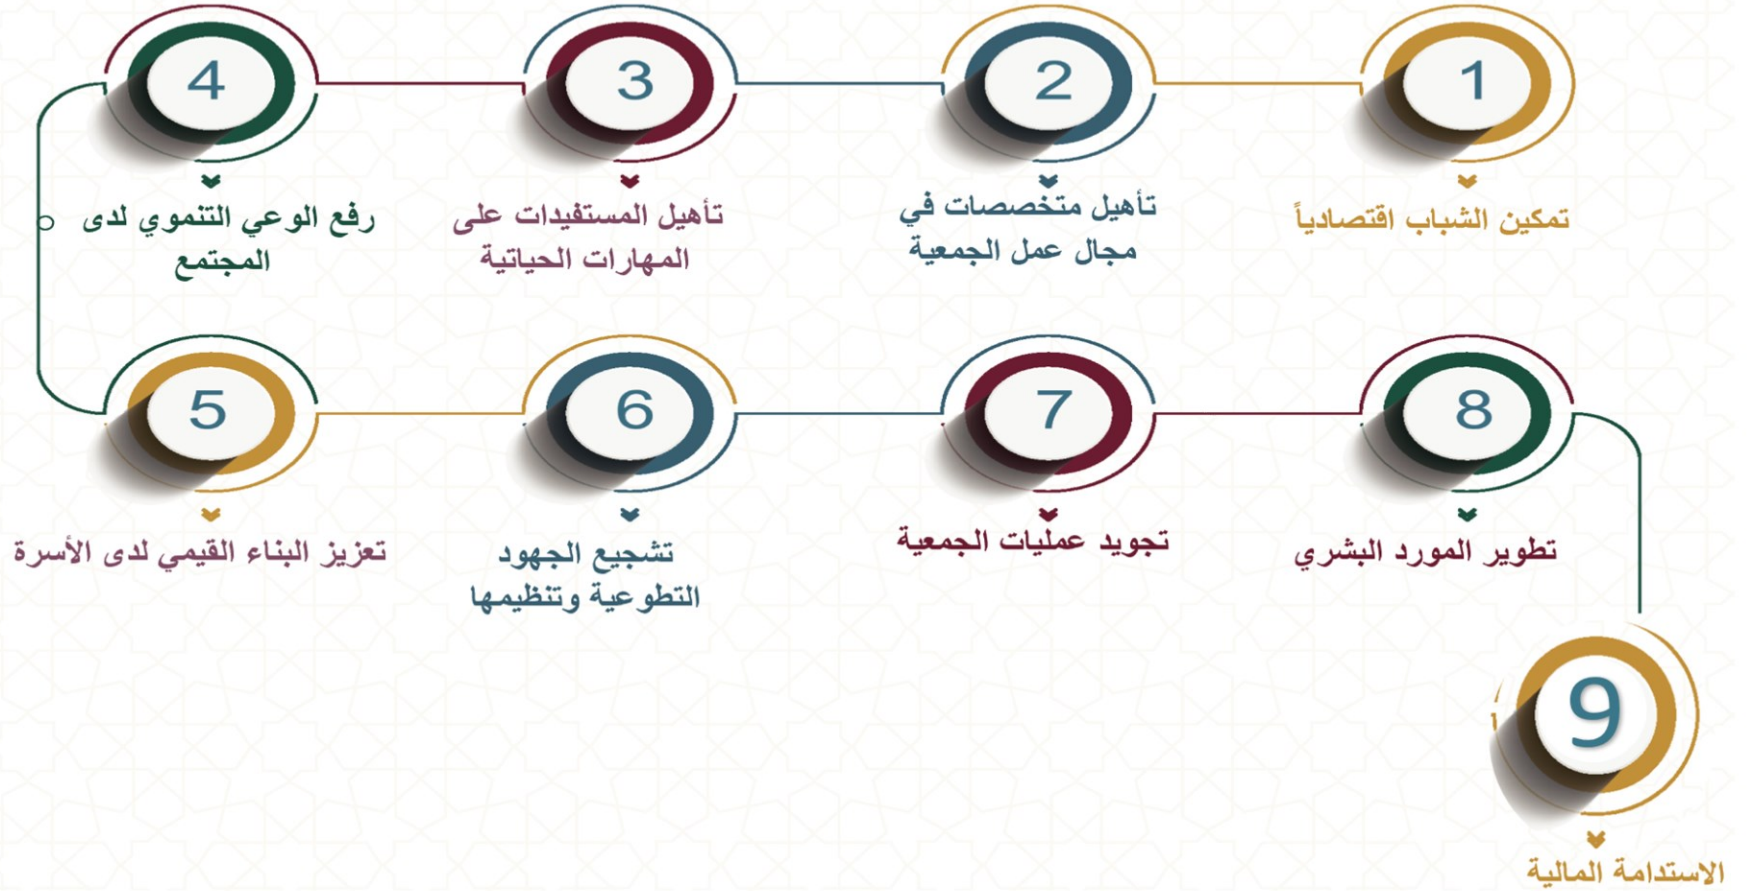 1
تمكين الشباب اقتصادياً
2
تأهيل متخصصات في
مجال عمل الجمعية
3
تأهيل المستفيدات على
المهارات الحياتية
4
رفع الوعي التنموي لدى
المجتمع
5
تعزيز البناء القيمي لدى الأسرة
6
تشجيع الجهود
التطوعية وتنظيمها
7
تجويد عمليات الجمعية
8
تطوير المورد البشري
9
الاستدامة المالية